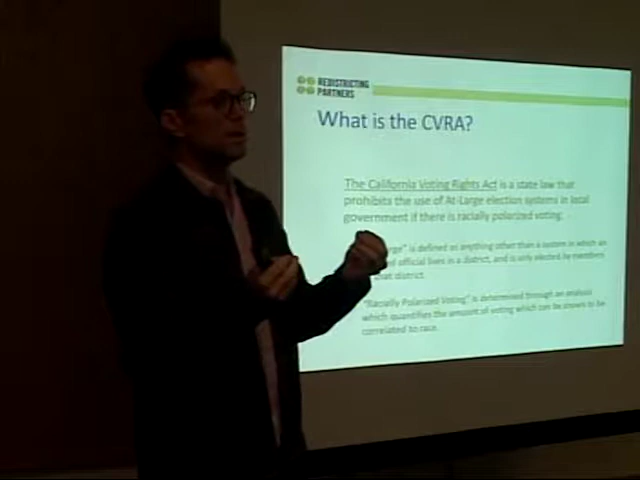 REDISTRICTING
PARTNERS
What is the CVRA?
The California Voting Rights Act is a state law that
prohibits the use of At-Large election systems in local
government if there is racially polarized voting.
is defined as anything other than a system in which an
official lives in a district, and is only elected by members
that district.
"Racially Polarized Voting" is determined through an analysis
which quantifies the amount of voting which can be shown to be
correlated to race.